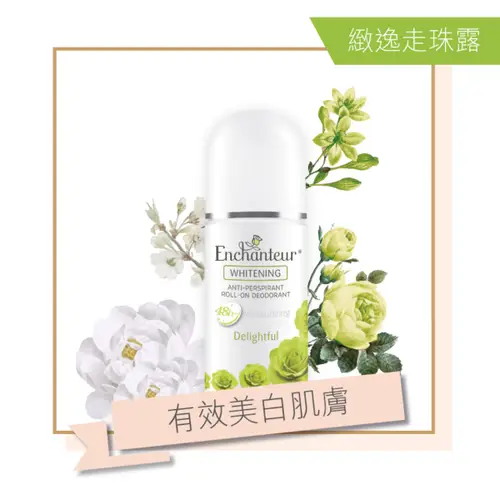 緻逸走珠露
Enchanteur®
WHITENING
ANTI-PERSPIRANT
ROLL-ON DEODORANT
48
Delightful
有效美白肌膚